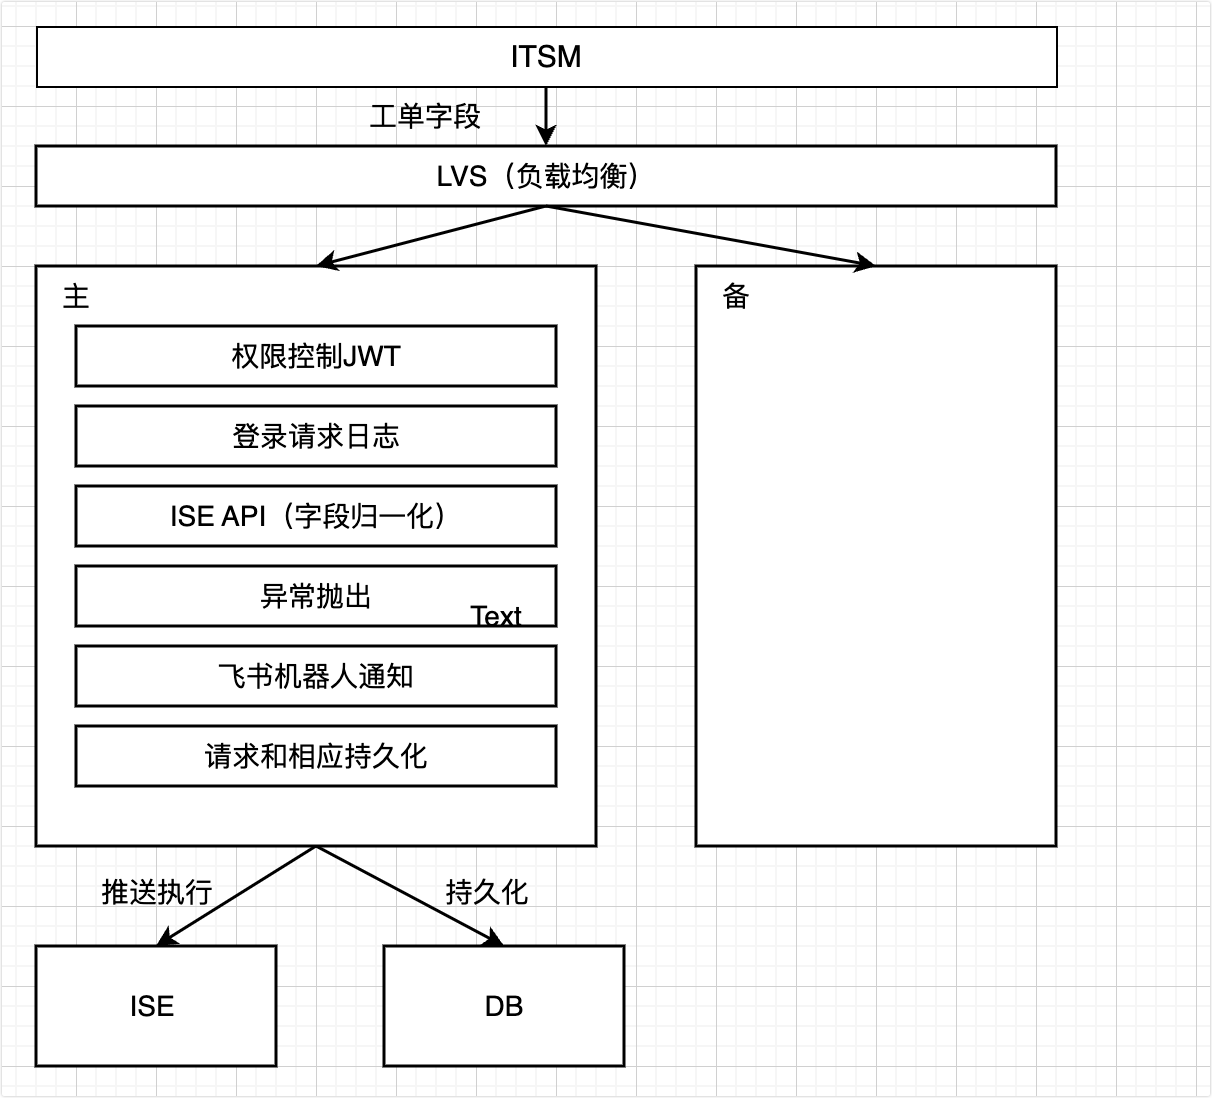 ITSM
工单字段
LVS（负载均衡）
主
备
权限控制JWT
登录请求日志
ISE API（字段归一化）
异常抛出
Text
飞书机器人通知
请求和相应持久化
推送执行
持久化
ISE
DB